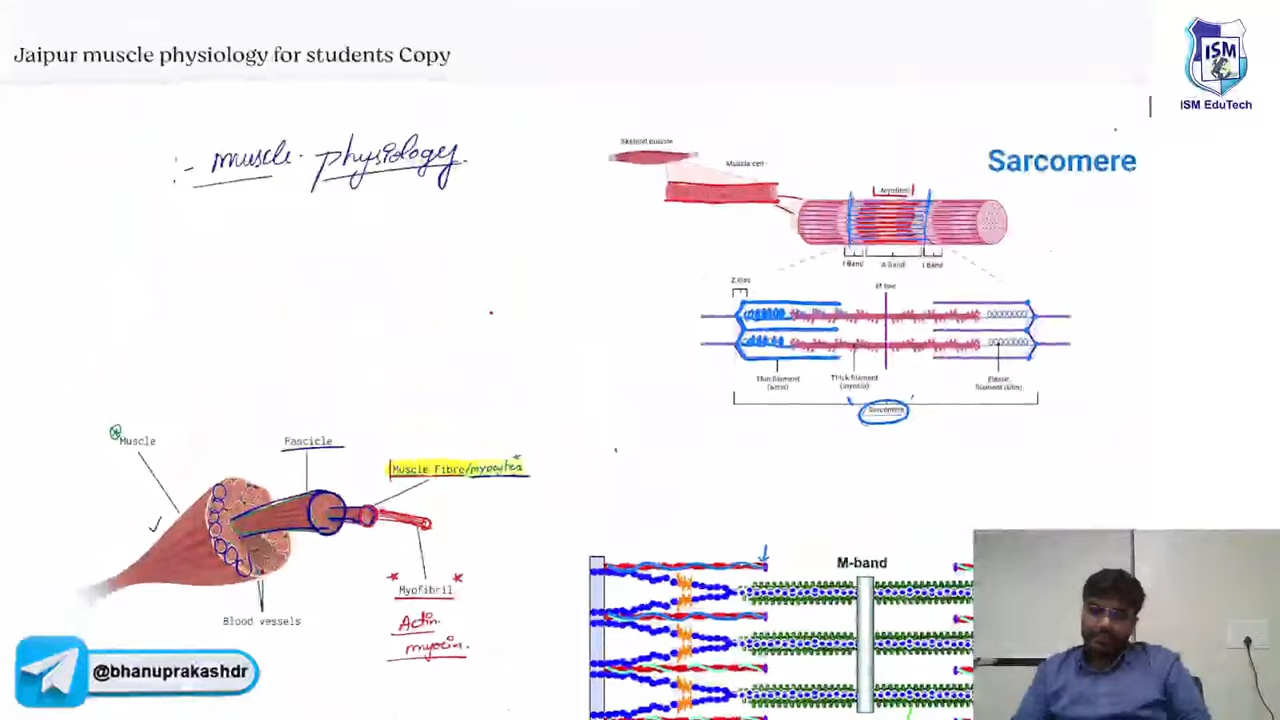 Jaipur muscle physiology for students Copy
ISM
ISM EduTech
:- muscle physiology.
Skeletal muscle
Muscle cell
Sarcomere
Myofibril
I Band
A Band
I Band
Z line
M line
Thin filament
(actin)
Thick filament
(myosin)
Elastic
filament (titin)
Sarcomere
Muscle
Fascicle
Muscle Fibre/myocytes
Myofibril
Actin
myocin.
Blood vessels
M-band
@bhanuprakashdr